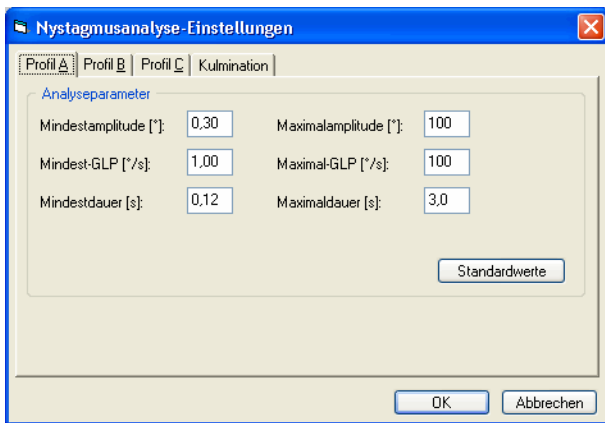 Nystagmusanalyse-Einstellungen
Profil A Profil B Profil C Kulmination
Analyseparameter
Mindestamplitude [°]: 0,30 Maximalamplitude [°]: 100
Mindest-GLP [°/s]: 1,00 Maximal-GLP [°/s]: 100
Mindestdauer [s]: 0,12 Maximaldauer [s]: 3,0
Standardwerte
OK Abbrechen